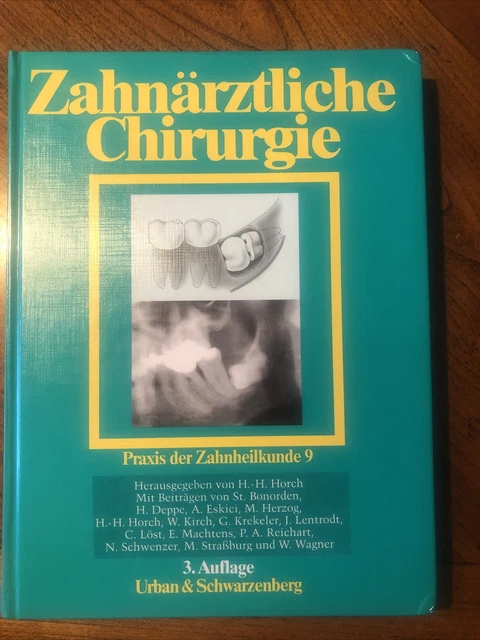 Zahnärztliche
Chirurgie
Praxis der Zahnheilkunde 9
Herausgegeben von H.-H. Horch
Mit Beiträgen von St. Bonorden,
H. Deppe, A. Eskici, M. Herzog,
H.-H. Horch, W. Kirch, G. Krekeler, J. Lentrodt,
C. Löst, E. Machtens, P. A. Reichart,
N. Schwenzer, M. Straßburg und W. Wagner
3. Auflage
Urban & Schwarzenberg